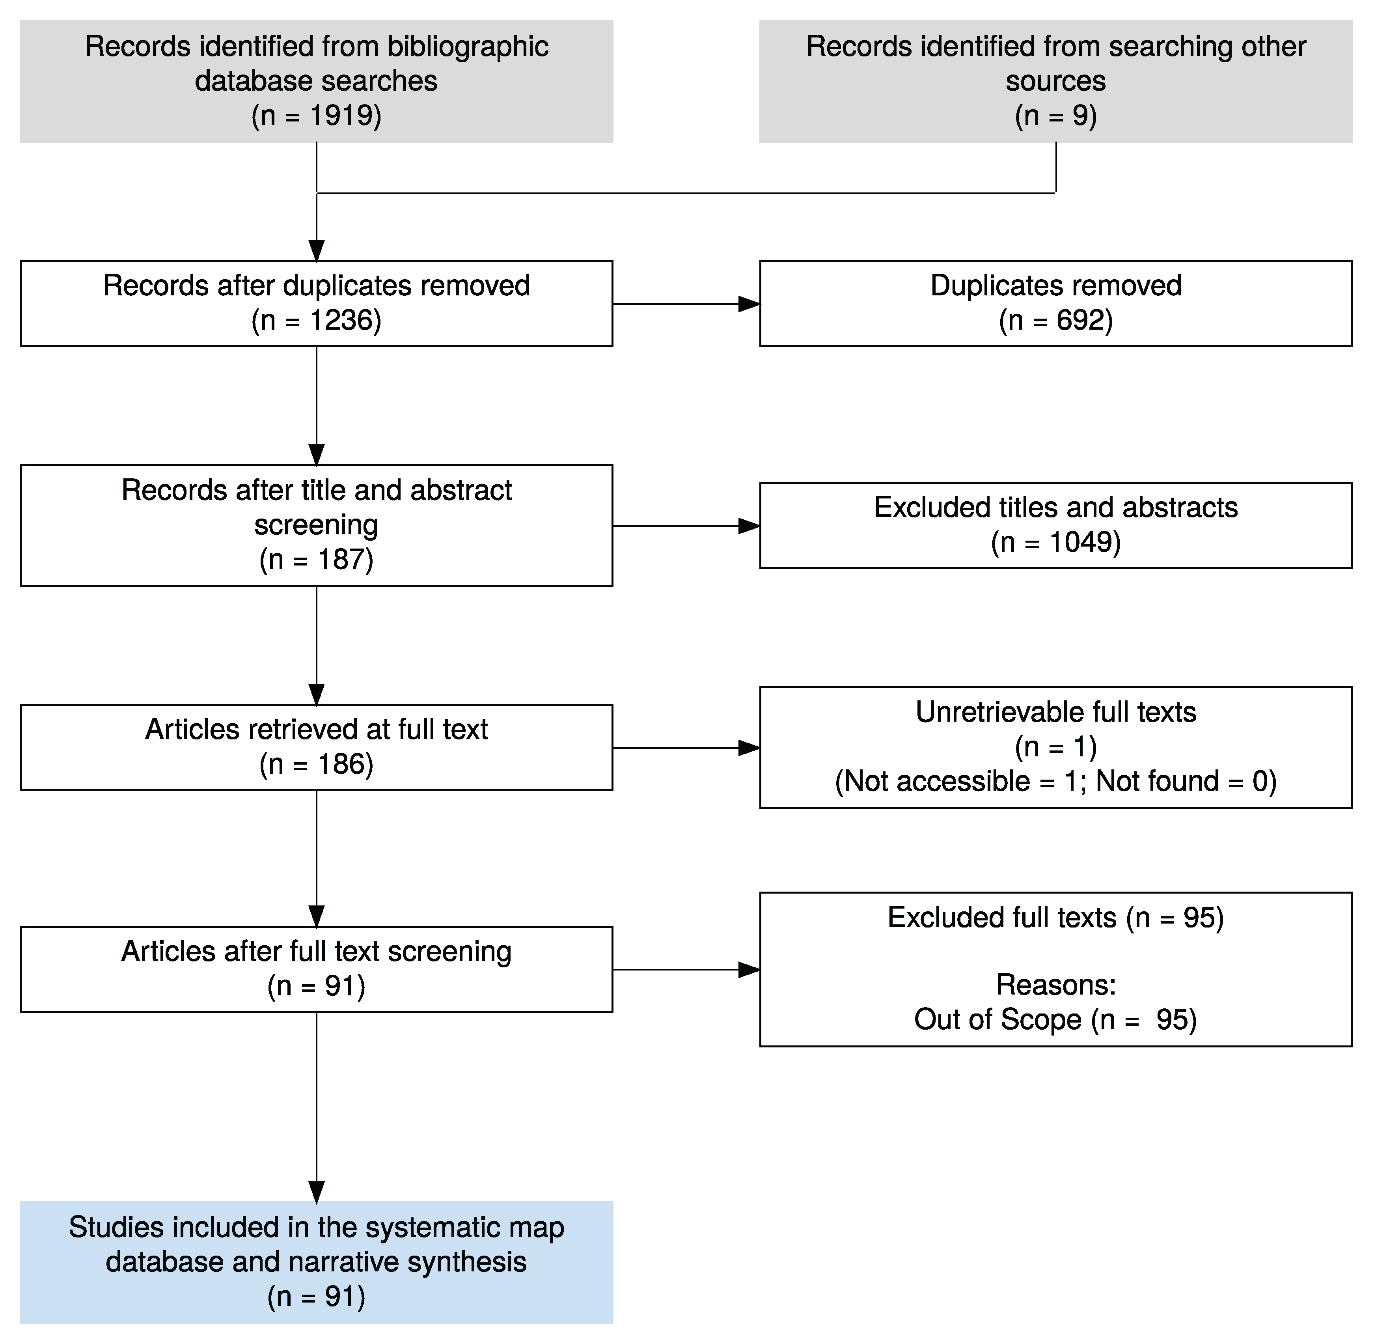 Records identified from bibliographic
database searches
(n = 1919)
Records identified from searching other
sources
(n = 9)
Records after duplicates removed
(n = 1236)
Duplicates removed
(n = 692)
Records after title and abstract
screening
(n = 187)
Excluded titles and abstracts
(n = 1049)
Articles retrieved at full text
(n = 186)
Unretrievable full texts
(n = 1)
(Not accessible = 1; Not found = 0)
Articles after full text screening
(n = 91)
Excluded full texts (n = 95)
Reasons:
Out of Scope (n =  95)
Studies included in the systematic map
database and narrative synthesis
(n = 91)